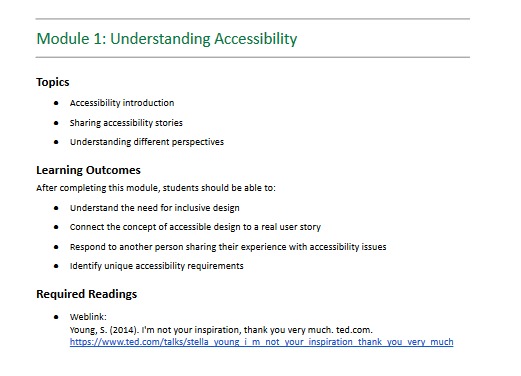 Module 1: Understanding Accessibility
Topics
● Accessibility introduction
● Sharing accessibility stories
● Understanding different perspectives
Learning Outcomes
After completing this module, students should be able to:
● Understand the need for inclusive design
● Connect the concept of accessible design to a real user story
● Respond to another person sharing their experience with accessibility issues
● Identify unique accessibility requirements
Required Readings
● Weblink:
Young, S. (2014). I'm not your inspiration, thank you very much. ted.com.
https://www.ted.com/talks/stella_young_i_m_not_your_inspiration_thank_you_very_much